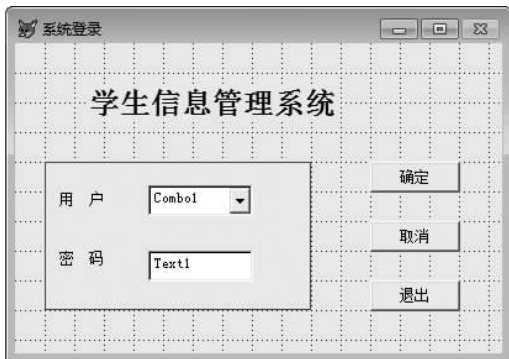 系统登录
学生信息管理系统
用 户 Combo1
密 码 Text1
确定
取消
退出